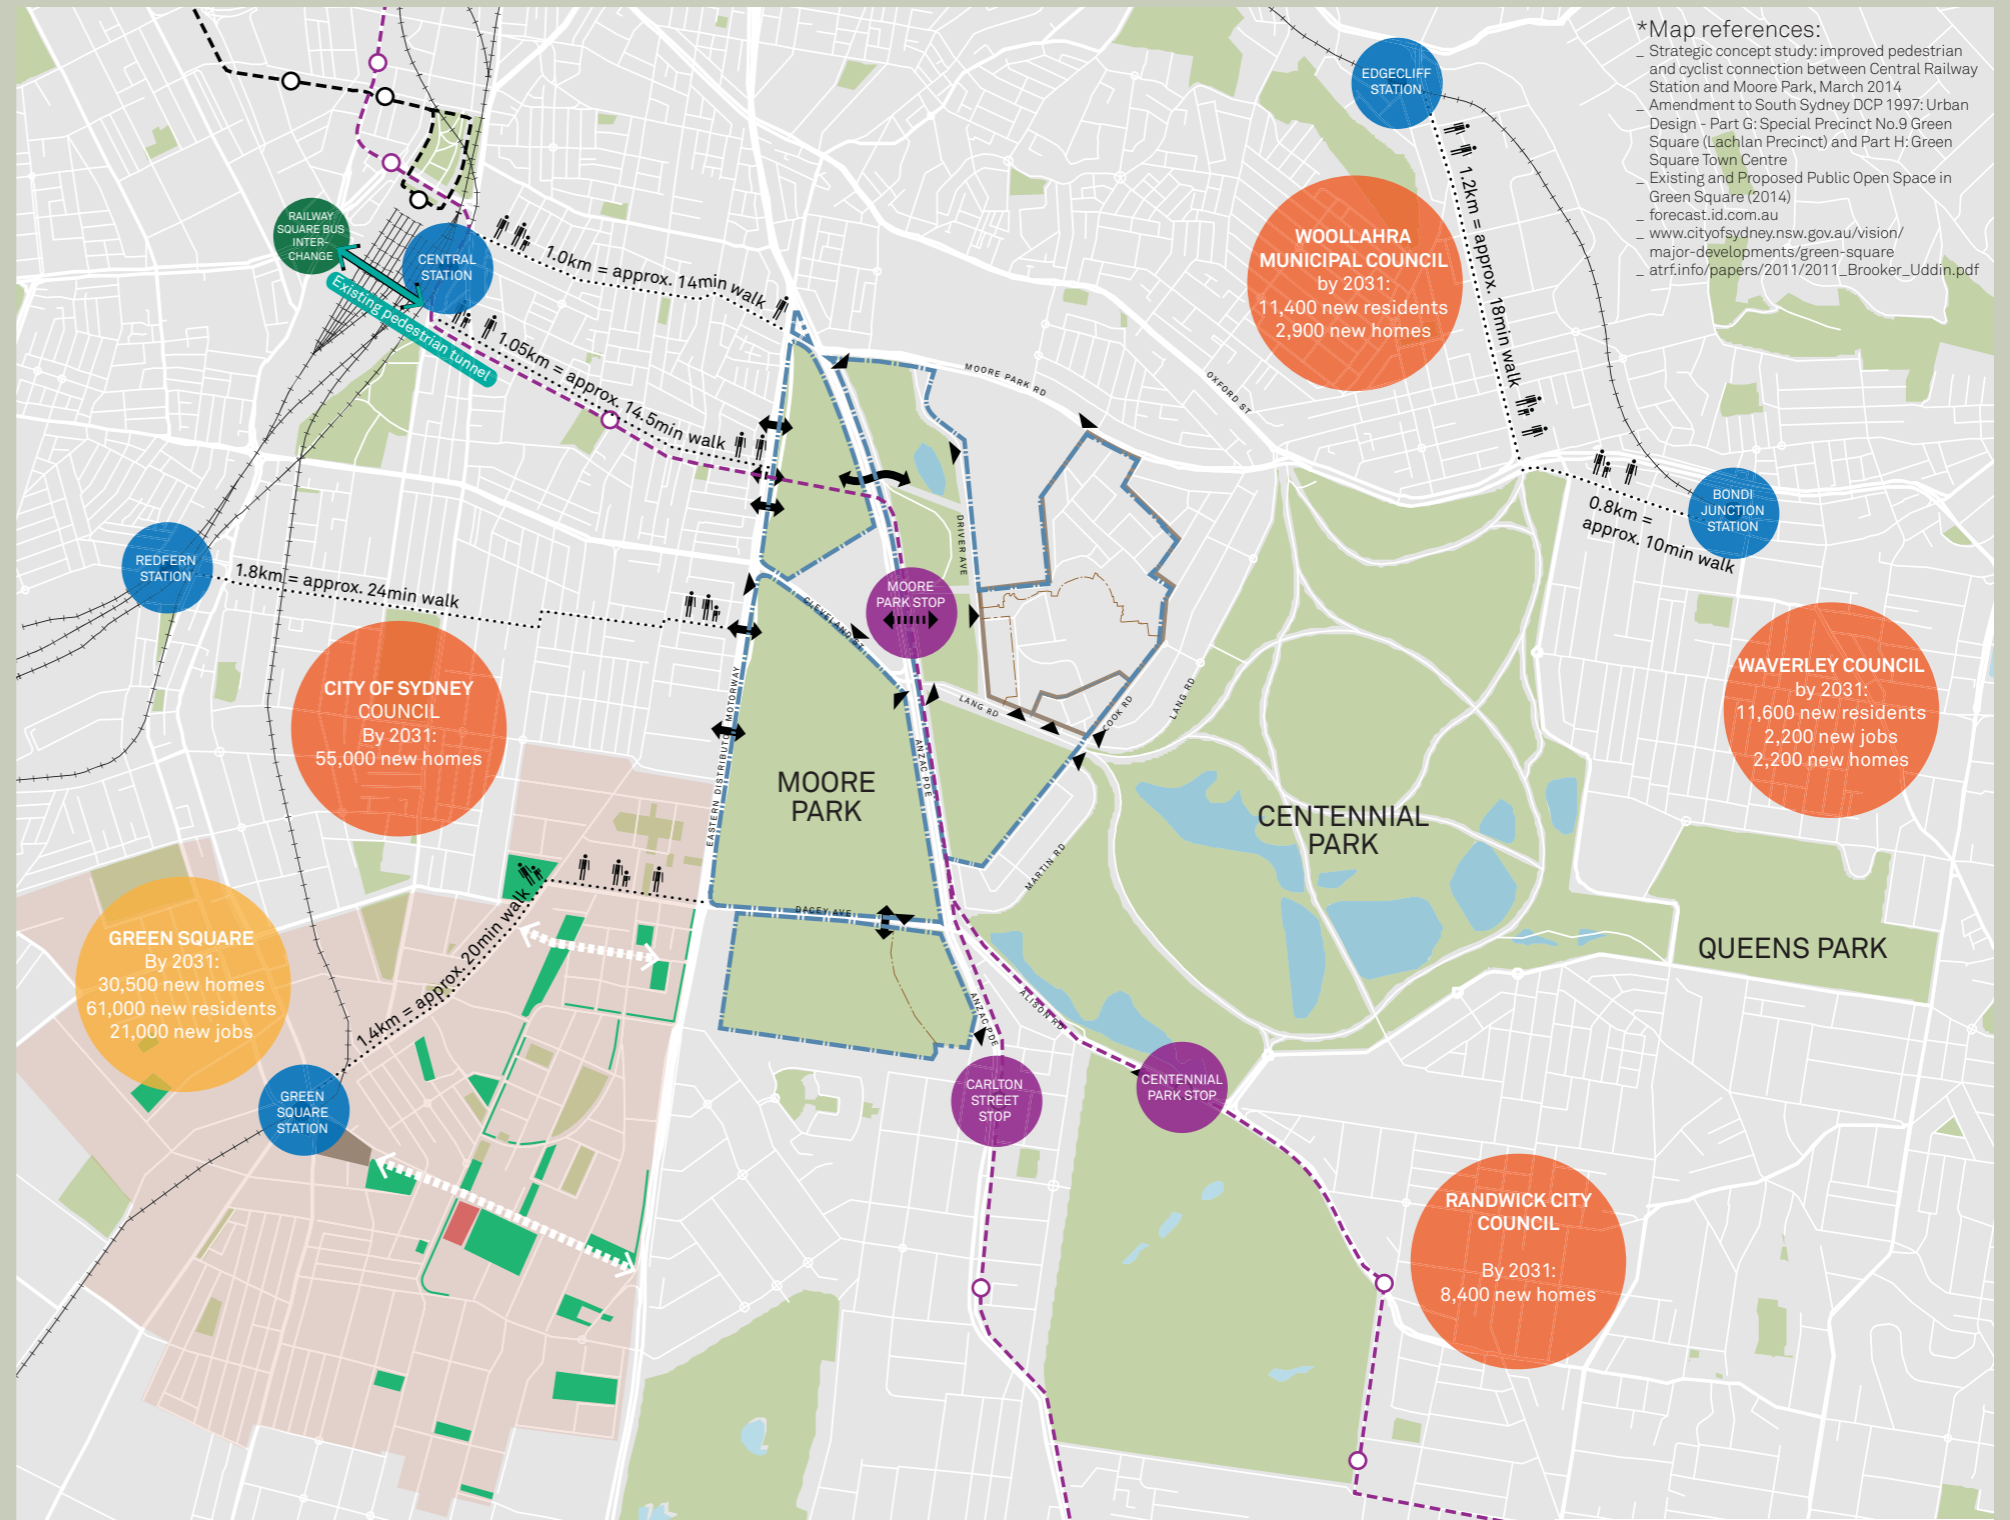 *Map references:
_ Strategic concept study: improved pedestrian
and cyclist connection between Central Railway
Station and Moore Park, March 2014
_ Amendment to South Sydney DCP 1997: Urban
Design - Part G: Special Precinct No.9 Green
Square (Lachlan Precinct) and Part H: Green
Square Town Centre
_ Existing and Proposed Public Open Space in
Green Square (2014)
_ forecast.id.com.au
_ www.cityofsydney.nsw.gov.au/vision/
major-developments/green-square
_ atrf.info/papers/2011/2011_Brooker_Uddin.pdf
EDGECLIFF
STATION
1.2km = approx. 18min walk
WOOLLAHRA
MUNICIPAL COUNCIL
by 2031:
11,400 new residents
2,900 new homes
RAILWAY
SQUARE BUS
INTER-
CHANGE
CENTRAL
STATION
Existing pedestrian tunnel
1.0km = approx. 14min walk
1.05km = approx. 14.5min walk
MOORE PARK RD
OXFORD ST
BONDI
JUNCTION
STATION
0.8km =
approx. 10min walk
REDFERN
STATION
1.8km = approx. 24min walk
DRIVER AVE
MOORE
PARK STOP
CLEVELAND ST
CITY OF SYDNEY
COUNCIL
By 2031:
55,000 new homes
EASTERN DISTRIBUTOR MOTORWAY
LANG RD
COOK RD
LANG RD
ANZAC PDE
WAVERLEY COUNCIL
by 2031:
11,600 new residents
2,200 new jobs
2,200 new homes
MOORE
PARK
CENTENNIAL
PARK
MARTIN RD
DACEY AVE
QUEENS PARK
GREEN SQUARE
By 2031:
30,500 new homes
61,000 new residents
21,000 new jobs
1.4km = approx. 20min walk
ANZAC PDE
ALISON RD
GREEN
SQUARE
STATION
CARLTON
STREET
STOP
CENTENNIAL
PARK STOP
RANDWICK CITY
COUNCIL
By 2031:
8,400 new homes